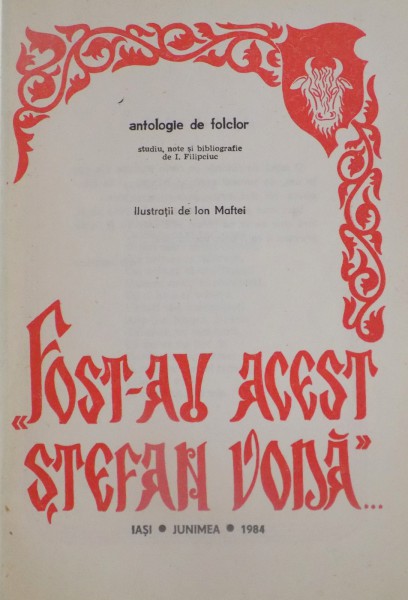 antologie de folclor
studiu, note și bibliografie
de I. Filipciuc
Ilustrații de Ion Maftei
„FOST-AU ACEST
ȘTEFAN VODĂ”...
IAȘI • JUNIMEA • 1984